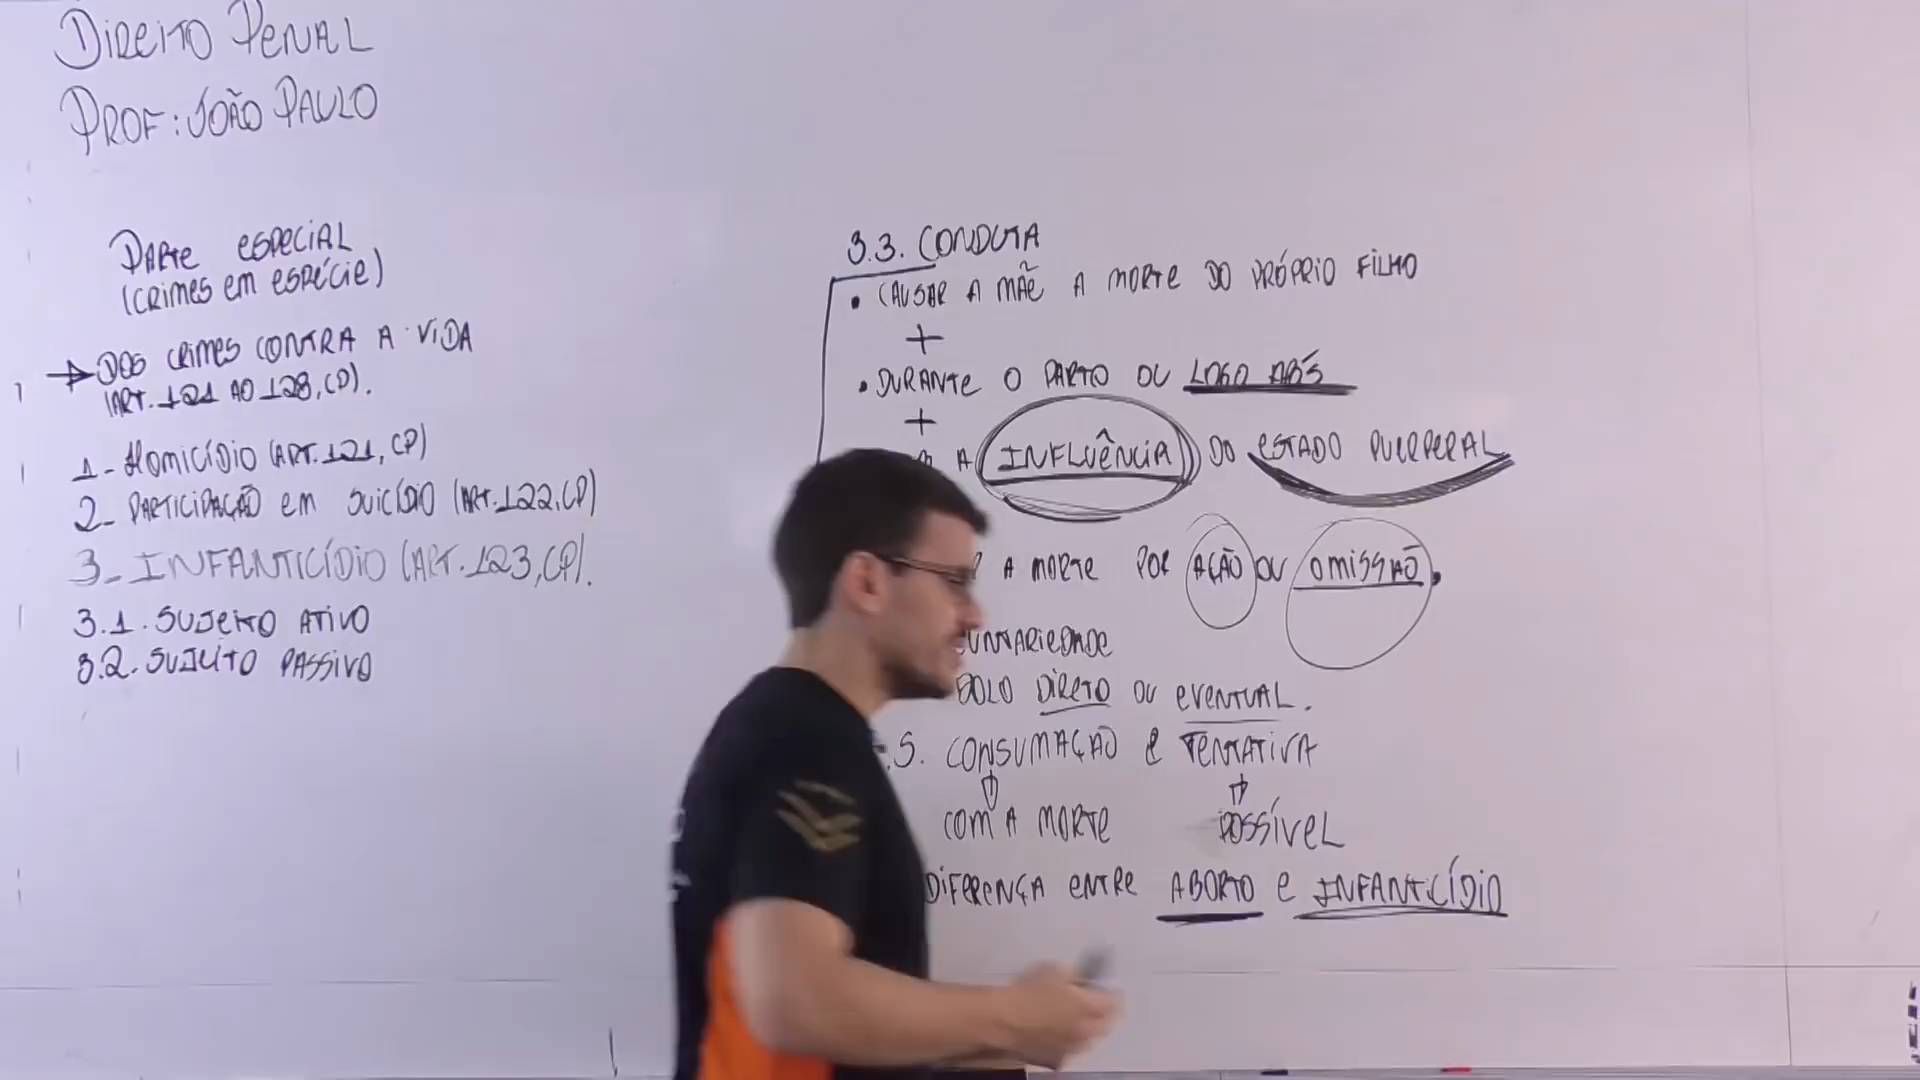 Direito Penal
Prof: João Paulo
Parte especial
(crimes em espécie)
→ Dos crimes contra a vida
(Art. 121 ao 128, CP).
1- Homicídio (Art. 121, CP)
2- Participação em suicídio (Art. 122, CP)
3- Infanticídio (Art. 123, CP).
3.1. Sujeito ativo
3.2. Sujeito passivo
3.3. Conduta
• Causar a mãe a morte do próprio filho
+
• Durante o parto ou logo após
+
a influência do estado puerperal
a morte por ação ou omissão.
Dolo direto ou eventual.
5. Consumação e tentativa
com a morte possível
Diferença entre aborto e infanticídio